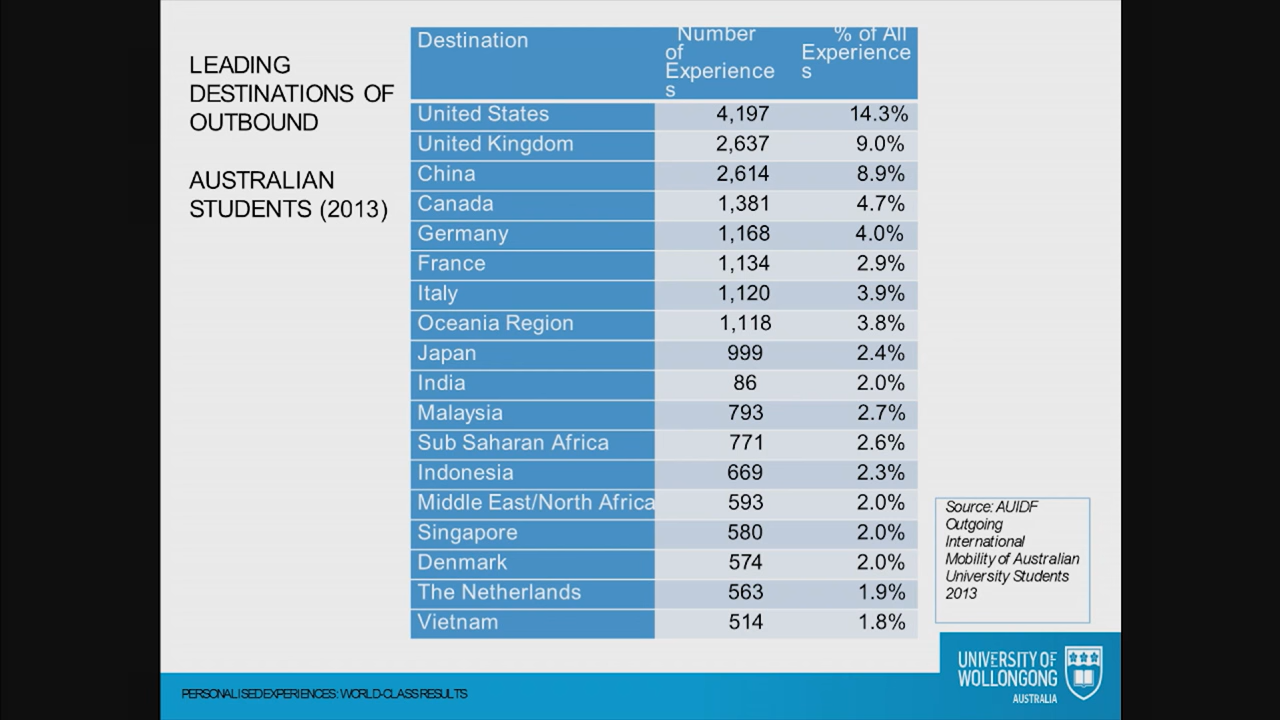 LEADING
DESTINATIONS OF
OUTBOUND
AUSTRALIAN
STUDENTS (2013)
Destination Number of Experiences % of All Experiences
United States 4,197 14.3%
United Kingdom 2,637 9.0%
China 2,614 8.9%
Canada 1,381 4.7%
Germany 1,168 4.0%
France 1,134 2.9%
Italy 1,120 3.9%
Oceania Region 1,118 3.8%
Japan 999 2.4%
India 86 2.0%
Malaysia 793 2.7%
Sub Saharan Africa 771 2.6%
Indonesia 669 2.3%
Middle East/North Africa 593 2.0%
Singapore 580 2.0%
Denmark 574 2.0%
The Netherlands 563 1.9%
Vietnam 514 1.8%
Source: AUIDF
Outgoing
International
Mobility of Australian
University Students
2013
UNIVERSITY OF
WOLLONGONG
AUSTRALIA
PERSONALISED EXPERIENCES: WORLD-CLASS RESULTS